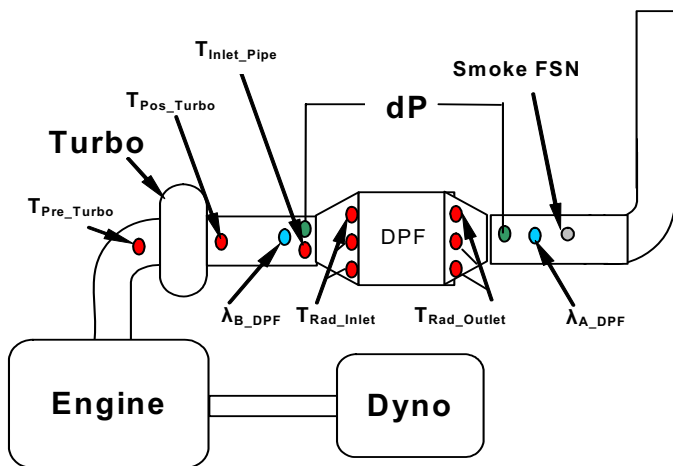 T_Inlet_Pipe
Smoke FSN
T_Pos_Turbo
dP
Turbo
T_Pre_Turbo
DPF
λ_B_DPF
T_Rad_Inlet
T_Rad_Outlet
λ_A_DPF
Engine
Dyno